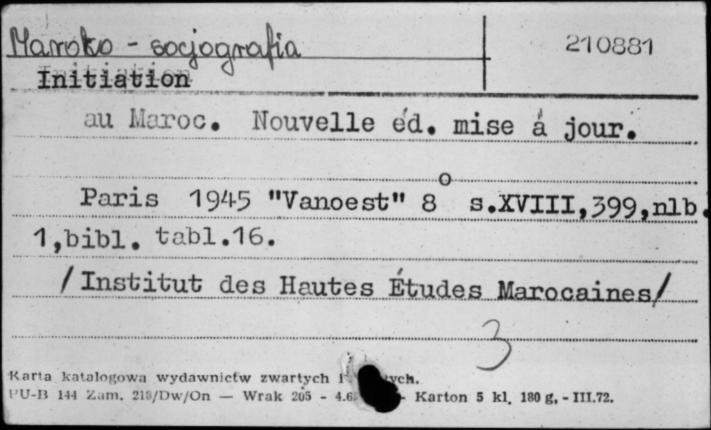 Maroko - socjografia
210881
Initiation
au Maroc. Nouvelle éd. mise á jour.
Paris 1945 "Vanoest" 8º s.XVIII,399,nlb.
1,bibl. tabl.16.
/Institut des Hautes Études Marocaines/
3
Karta katalogowa wydawnictw zwartych
PU-B 144 Zam. 213/Dw/On — Wrak 205 - Karton 5 kl. 180 g. - III.72.